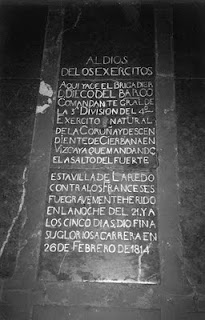 AL DIOS
DE LOS EXERCITOS
AQUI YACE EL BRIGADIER
D. DIEGO DEL BARCO
COMANDANTE GRAL DE
LA 3ª DIVISION DEL 4º
EXERCITO NATURAL
DE LA CORUÑA Y DESCEN
DIENTE DE CIERBANA EN
VIZCAYA QUE MANDANDO
EL ASALTO DEL FUERTE
ESTA VILLA DE LAREDO
CONTRA LOS FRANCESES
FUE GRAVEMENTE HERIDO
EN LA NOCHE DEL 21, Y A
LOS CINCO DIAS DIO FIN A
SU GLORIOSA CARRERA EN
26 DE FEBRERO DE 1814